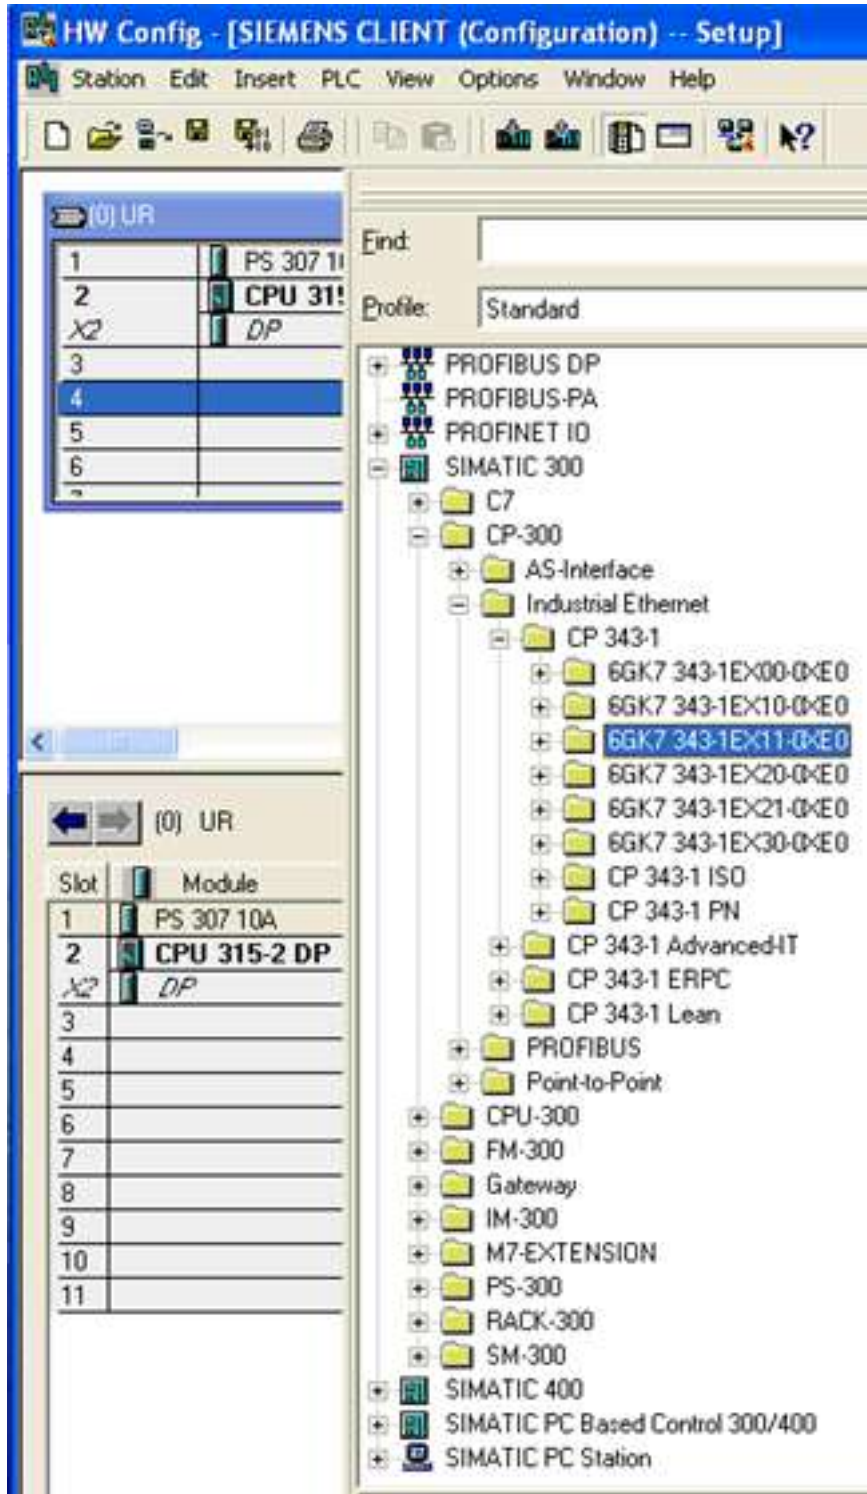 HW Config - [SIEMENS CLIENT (Configuration) -- Setup]
Station Edit Insert PLC View Options Window Help
(0) UR
1 PS 307 10
2 CPU 315
X2 DP
3
4
5
6
7
Find:
Profile: Standard
PROFIBUS DP
PROFIBUS-PA
PROFINET IO
SIMATIC 300
C7
CP-300
AS-Interface
Industrial Ethernet
CP 343-1
6GK7 343-1EX00-0XE0
6GK7 343-1EX10-0XE0
6GK7 343-1EX11-0XE0
6GK7 343-1EX20-0XE0
6GK7 343-1EX21-0XE0
6GK7 343-1EX30-0XE0
CP 343-1 ISO
CP 343-1 PN
CP 343-1 Advanced-IT
CP 343-1 ERPC
CP 343-1 Lean
PROFIBUS
Point-to-Point
CPU-300
FM-300
Gateway
IM-300
M7-EXTENSION
PS-300
RACK-300
SM-300
SIMATIC 400
SIMATIC PC Based Control 300/400
SIMATIC PC Station
(0) UR
Slot Module
1 PS 307 10A
2 CPU 315-2 DP
X2 DP
3
4
5
6
7
8
9
10
11